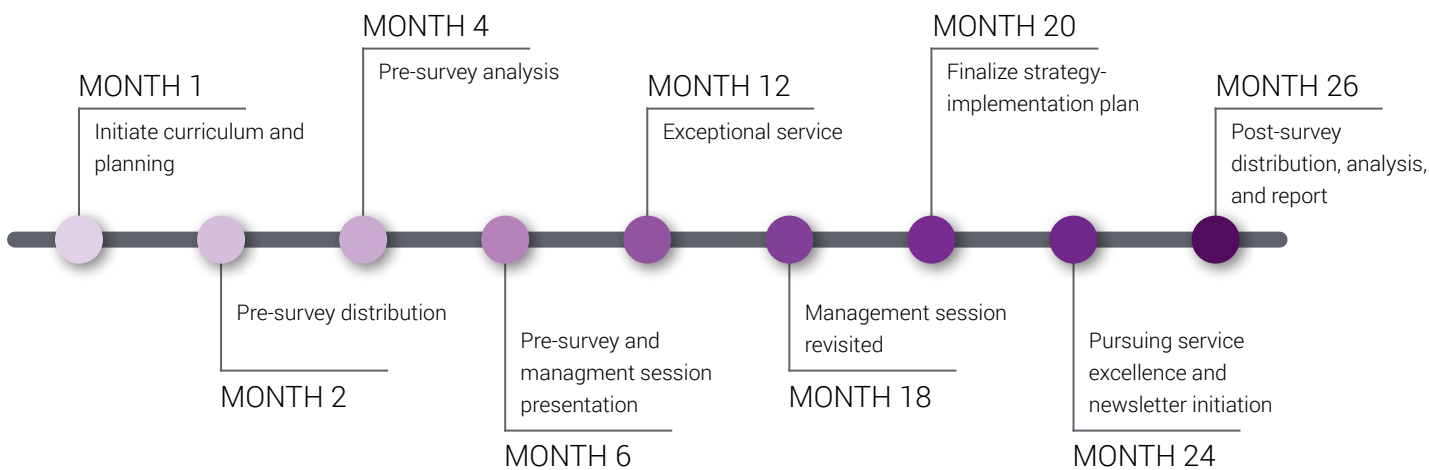 MONTH 1
Initiate curriculum and
planning
Pre-survey distribution
MONTH 2
MONTH 4
Pre-survey analysis
Pre-survey and
managment session
presentation
MONTH 6
MONTH 12
Exceptional service
Management session
revisited
MONTH 18
MONTH 20
Finalize strategy-
implementation plan
Pursuing service
excellence and
newsletter initiation
MONTH 24
MONTH 26
Post-survey
distribution, analysis,
and report